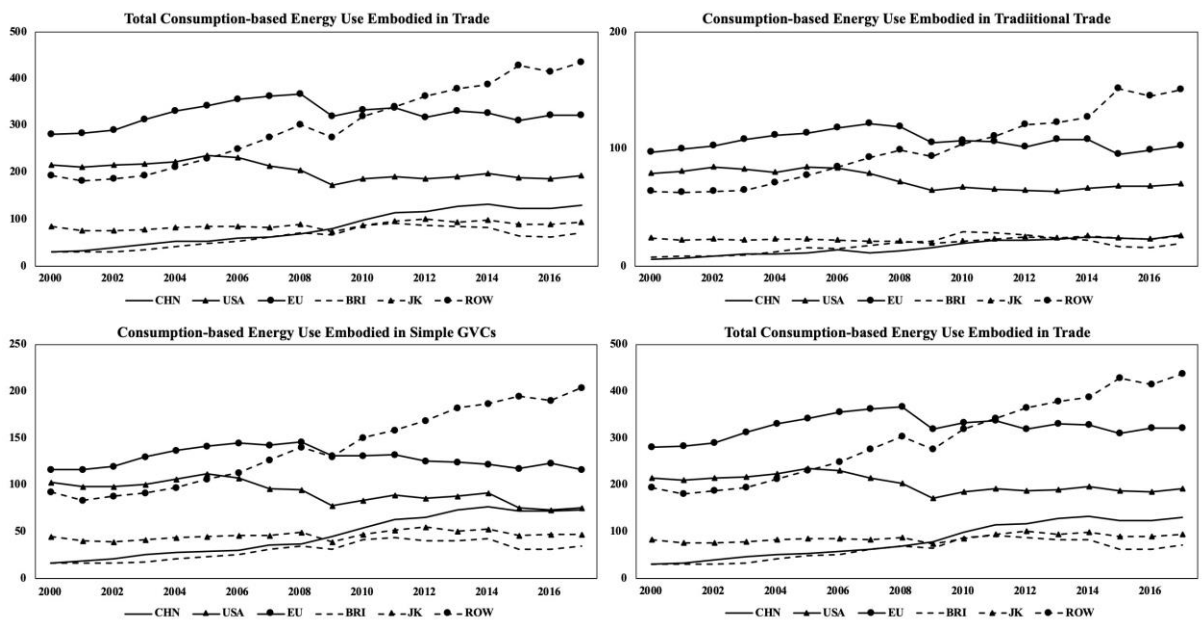 Total Consumption-based Energy Use Embodied in Trade
500
400
300
200
100
0
2000 2002 2004 2006 2008 2010 2012 2014 2016
CHN USA EU BRI JK ROW
Consumption-based Energy Use Embodied in Tradiitional Trade
200
100
0
2000 2002 2004 2006 2008 2010 2012 2014 2016
CHN USA EU BRI JK ROW
Consumption-based Energy Use Embodied in Simple GVCs
250
200
150
100
50
0
2000 2002 2004 2006 2008 2010 2012 2014 2016
CHN USA EU BRI JK ROW
Total Consumption-based Energy Use Embodied in Trade
500
400
300
200
100
0
2000 2002 2004 2006 2008 2010 2012 2014 2016
CHN USA EU BRI JK ROW